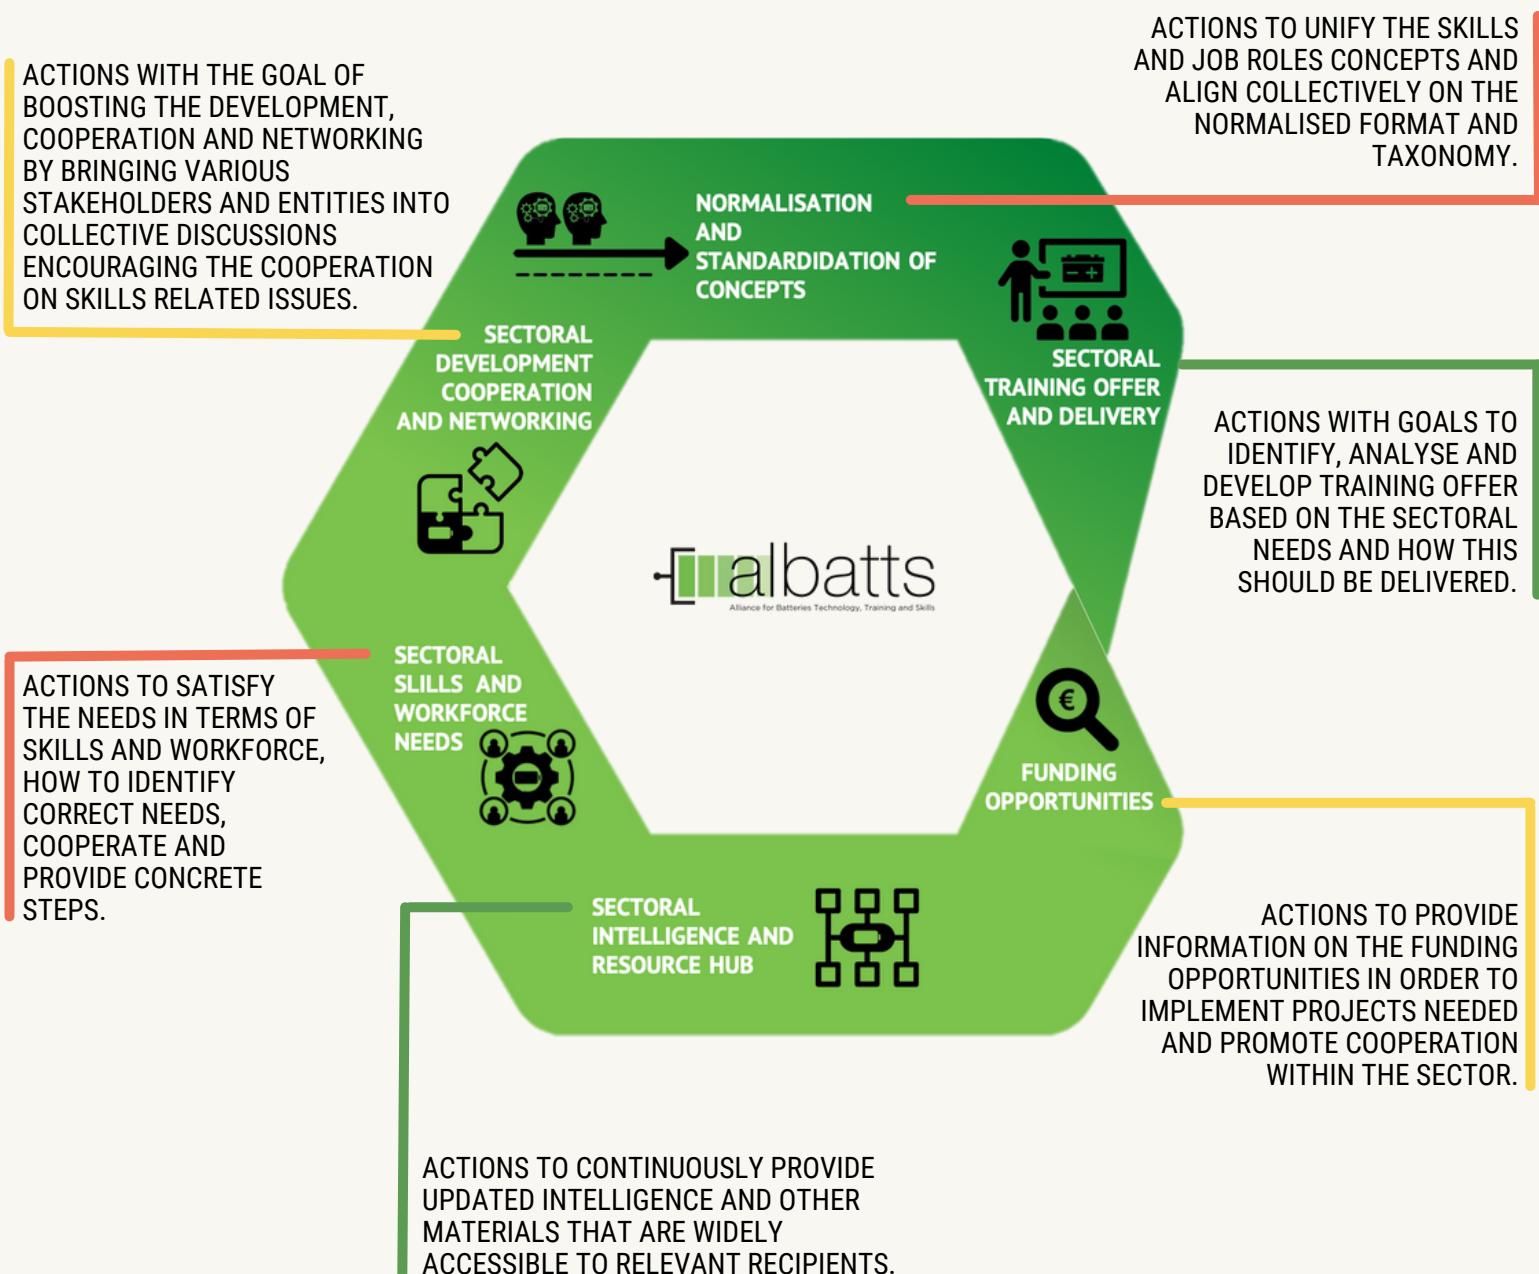 ACTIONS TO UNIFY THE SKILLS
AND JOB ROLES CONCEPTS AND
ALIGN COLLECTIVELY ON THE
NORMALISED FORMAT AND
TAXONOMY.
ACTIONS WITH THE GOAL OF
BOOSTING THE DEVELOPMENT,
COOPERATION AND NETWORKING
BY BRINGING VARIOUS
STAKEHOLDERS AND ENTITIES INTO
COLLECTIVE DISCUSSIONS
ENCOURAGING THE COOPERATION
ON SKILLS RELATED ISSUES.
NORMALISATION
AND
STANDARDIDATION OF
CONCEPTS
SECTORAL
DEVELOPMENT
COOPERATION
AND NETWORKING
SECTORAL
TRAINING OFFER
AND DELIVERY
ACTIONS WITH GOALS TO
IDENTIFY, ANALYSE AND
DEVELOP TRAINING OFFER
BASED ON THE SECTORAL
NEEDS AND HOW THIS
SHOULD BE DELIVERED.
albatts
Alliance for Batteries Technology, Training and Skills
SECTORAL
SLILLS AND
WORKFORCE
NEEDS
ACTIONS TO SATISFY
THE NEEDS IN TERMS OF
SKILLS AND WORKFORCE,
HOW TO IDENTIFY
CORRECT NEEDS,
COOPERATE AND
PROVIDE CONCRETE
STEPS.
€
FUNDING
OPPORTUNITIES
SECTORAL
INTELLIGENCE AND
RESOURCE HUB
ACTIONS TO PROVIDE
INFORMATION ON THE FUNDING
OPPORTUNITIES IN ORDER TO
IMPLEMENT PROJECTS NEEDED
AND PROMOTE COOPERATION
WITHIN THE SECTOR.
ACTIONS TO CONTINUOUSLY PROVIDE
UPDATED INTELLIGENCE AND OTHER
MATERIALS THAT ARE WIDELY
ACCESSIBLE TO RELEVANT RECIPIENTS.